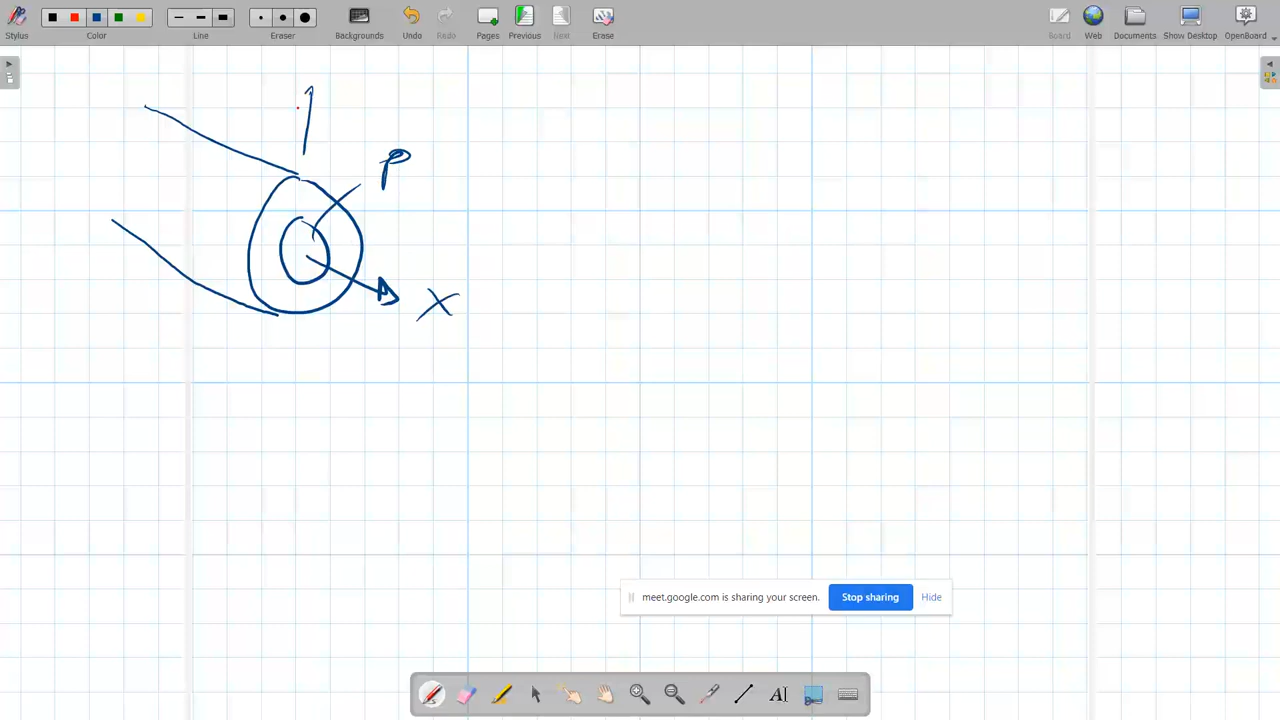 Stylus Color Line Eraser Backgrounds Undo Redo Pages Previous Next Erase Board Web Documents Show Desktop OpenBoard
P
X
meet.google.com is sharing your screen. Stop sharing Hide
AI